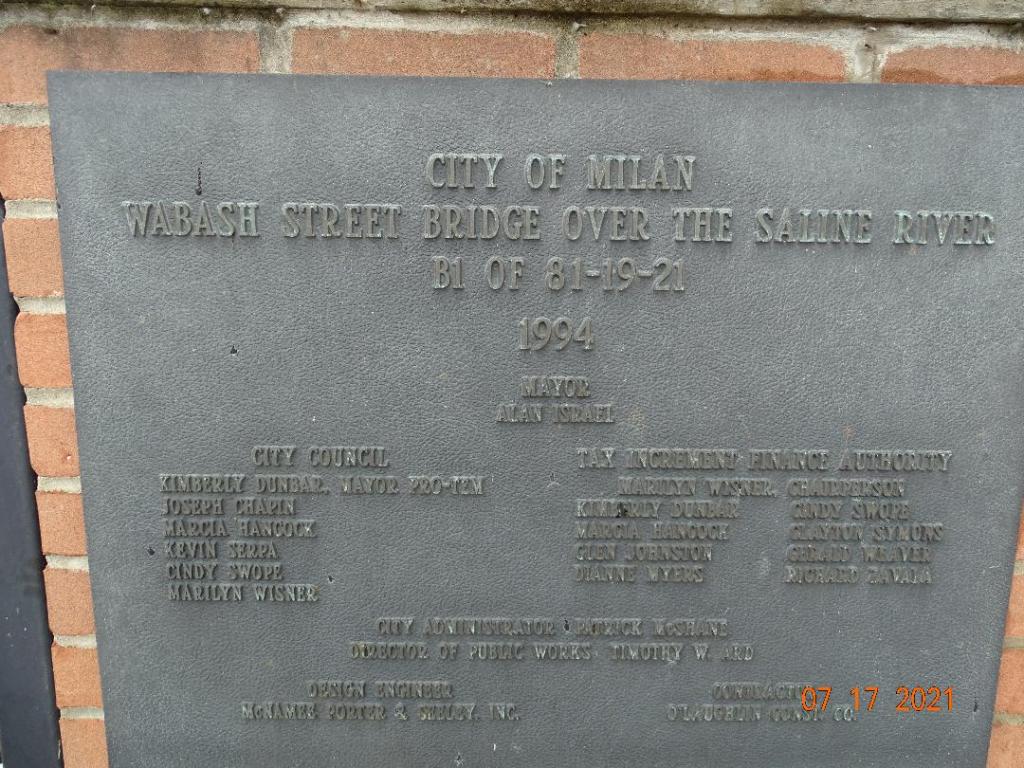 CITY OF MILAN
WABASH STREET BRIDGE OVER THE SALINE RIVER
B1 OF 81-19-21
1994
MAYOR
ALAN ISRAEL
CITY COUNCIL
KIMBERLY DUNBAR, MAYOR PRO-TEM
JOSEPH CHAPIN
MARCIA HANCOCK
KEVIN SERPA
CINDY SWOPE
MARILYN WISNER
TAX INCREMENT FINANCE AUTHORITY
MARILYN WISNER, CHAIRPERSON
KIMBERLY DUNBAR CINDY SWOPE
MARCIA HANCOCK CLAYTON SYMONS
GLEN JOHNSTON GERALD WEAVER
DIANNE MYERS RICHARD ZAVALA
CITY ADMINISTRATOR PATRICK McSHANE
DIRECTOR OF PUBLIC WORKS TIMOTHY W. ARD
DESIGN ENGINEER
McNAMEE PORTER & SEELEY, INC.
CONTRACTOR
O'LAUGHLIN CONST. CO.
07 17 2021